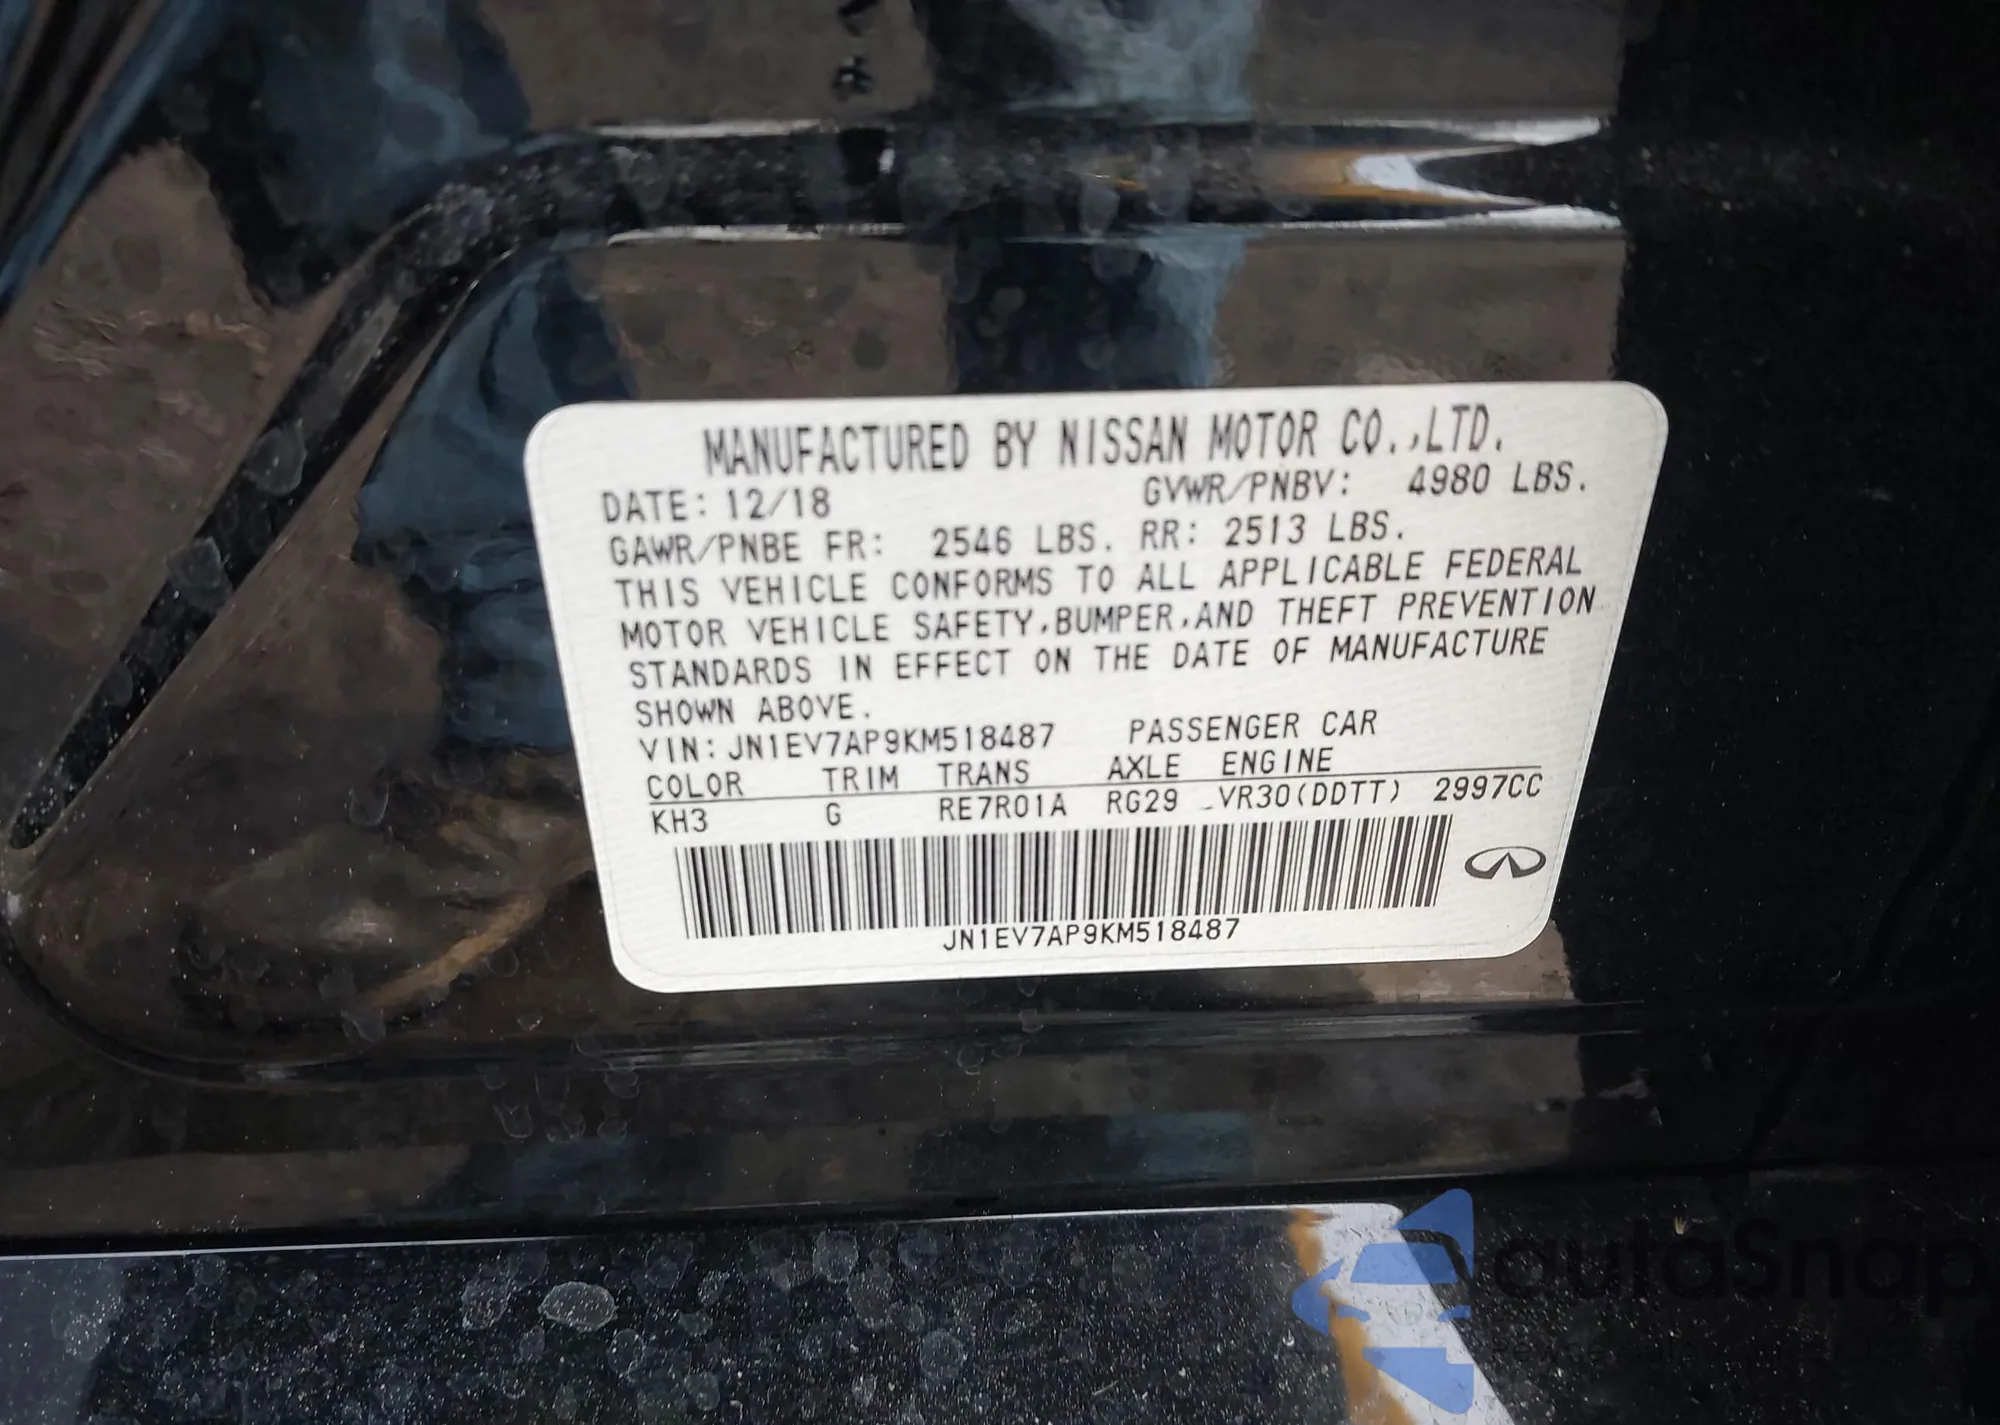 MANUFACTURED BY NISSAN MOTOR CO.,LTD.
DATE: 12/18 GVWR/PNBV: 4980 LBS.
GAWR/PNBE FR: 2546 LBS. RR: 2513 LBS.
THIS VEHICLE CONFORMS TO ALL APPLICABLE FEDERAL
MOTOR VEHICLE SAFETY,BUMPER,AND THEFT PREVENTION
STANDARDS IN EFFECT ON THE DATE OF MANUFACTURE
SHOWN ABOVE.
VIN: JN1EV7AP9KM518487 PASSENGER CAR
COLOR TRIM TRANS AXLE ENGINE
KH3 G RE7R01A RG29 VR30(DDTT) 2997CC
JN1EV7AP9KM518487
autoSnap